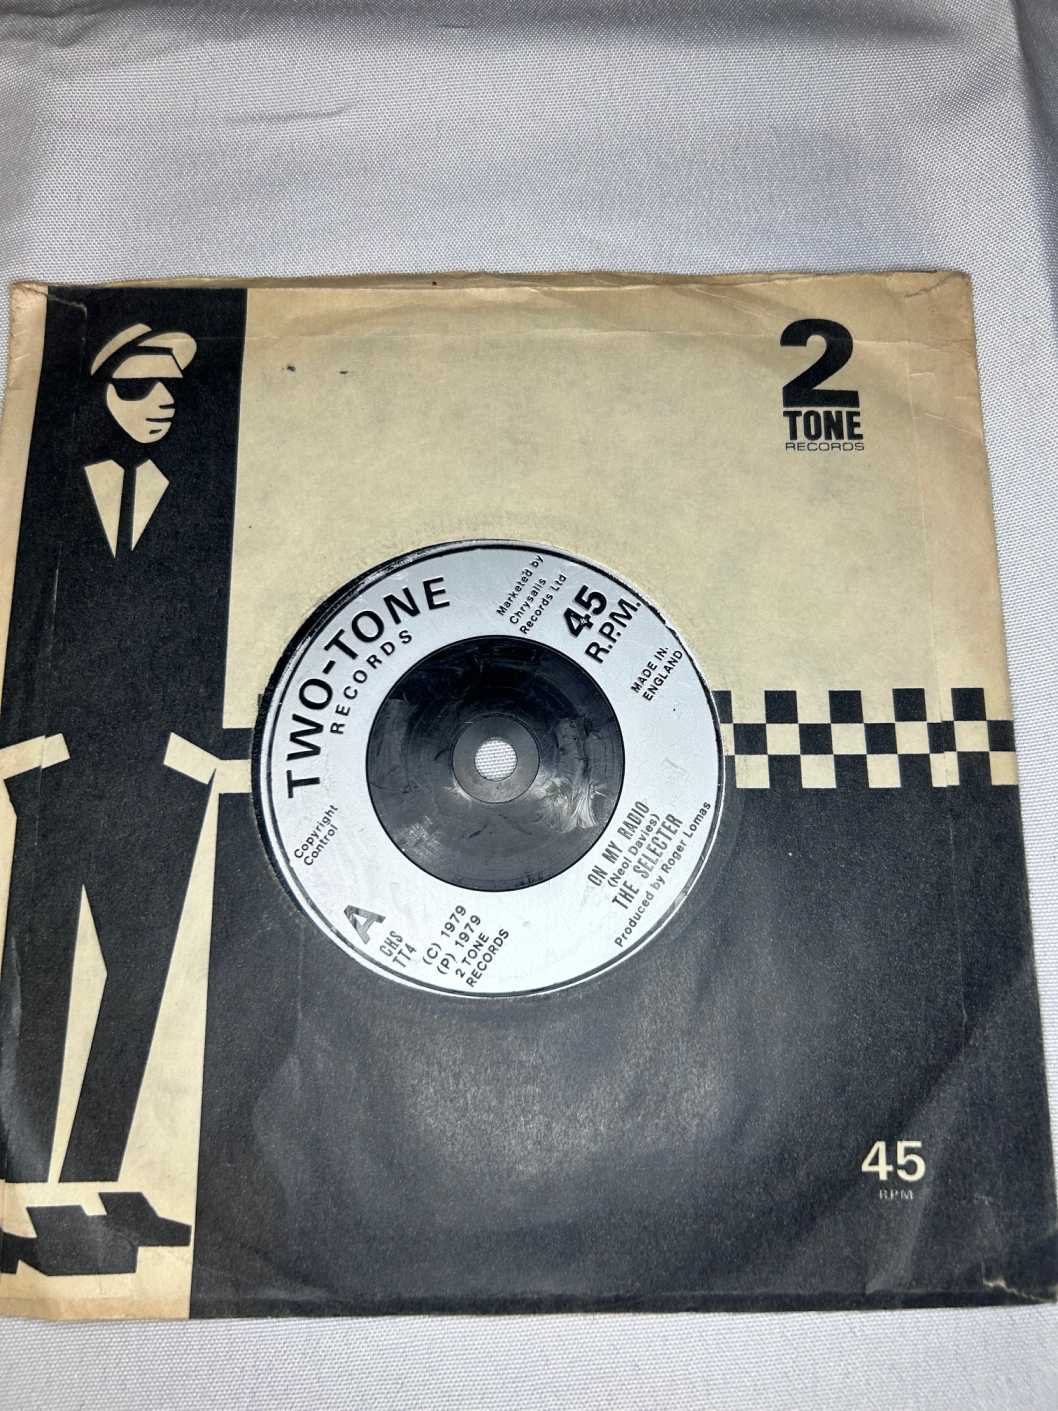 2
TONE
RECORDS
TWO-TONE
RECORDS
Marketed by
Chrysalis
Records Ltd
45
R.P.M.
MADE IN
ENGLAND
Copyright
Control
A
CHS
TT4
(C) 1979
(P) 1979
2 TONE
RECORDS
ON MY RADIO
(Neol Davies)
THE SELECTER
Produced by Roger Lomas
45
RPM